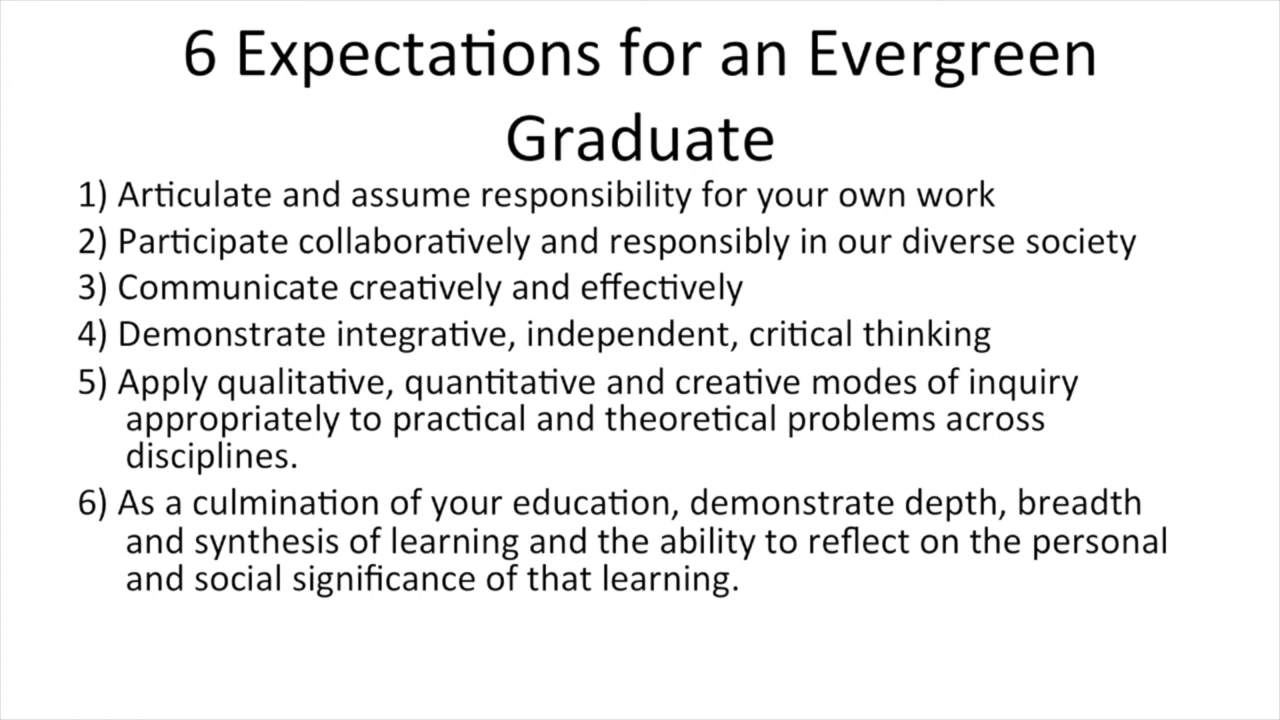 6 Expectations for an Evergreen
Graduate
1) Articulate and assume responsibility for your own work
2) Participate collaboratively and responsibly in our diverse society
3) Communicate creatively and effectively
4) Demonstrate integrative, independent, critical thinking
5) Apply qualitative, quantitative and creative modes of inquiry
appropriately to practical and theoretical problems across
disciplines.
6) As a culmination of your education, demonstrate depth, breadth
and synthesis of learning and the ability to reflect on the personal
and social significance of that learning.